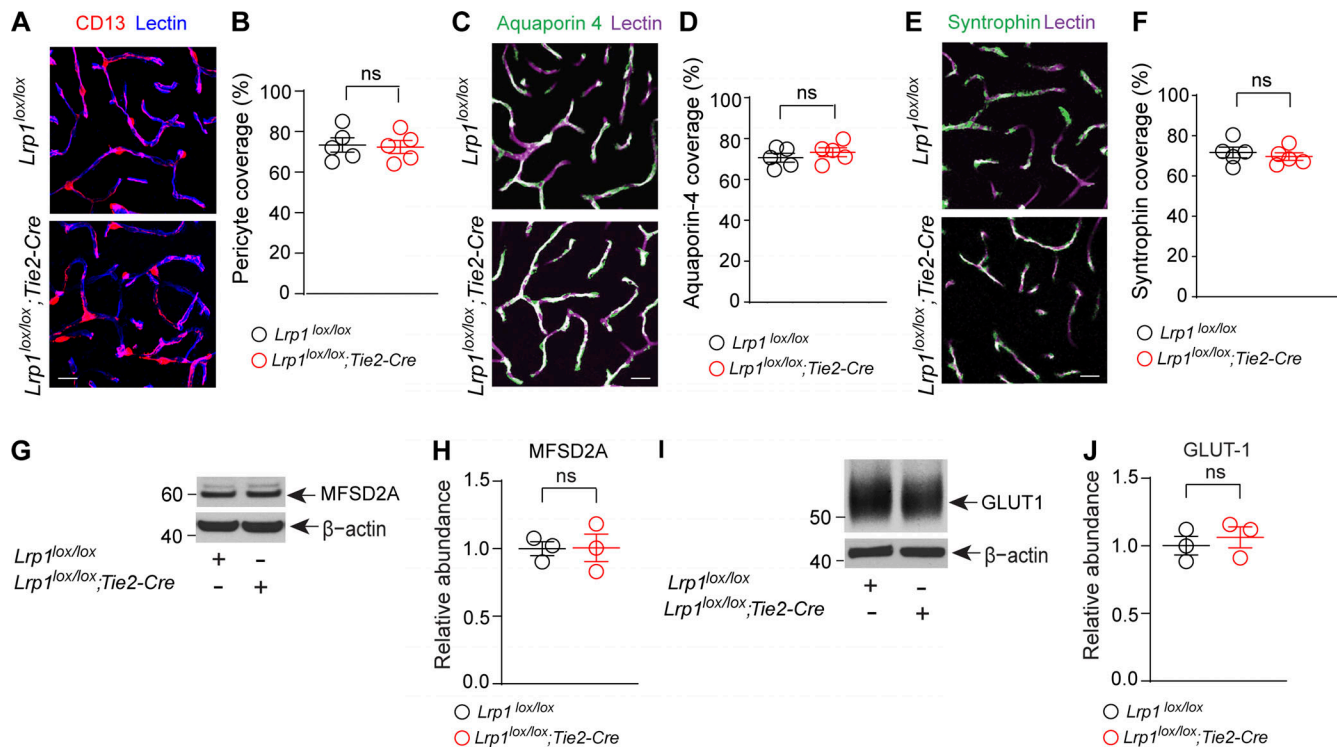 A
CD13 Lectin
Lrp1lox/lox
Lrp1lox/lox; Tie2-Cre
B
ns
Pericyte coverage (%)
100
80
60
40
20
0
Lrp1lox/lox
Lrp1lox/lox;Tie2-Cre
C
Aquaporin 4 Lectin
Lrp1lox/lox
Lrp1lox/lox; Tie2-Cre
D
ns
Aquaporin-4 coverage (%)
100
80
60
40
20
0
Lrp1lox/lox
Lrp1lox/lox;Tie2-Cre
E
Syntrophin Lectin
Lrp1lox/lox
Lrp1lox/lox; Tie2-Cre
F
ns
Syntrophin coverage (%)
100
80
60
40
20
0
Lrp1lox/lox
Lrp1lox/lox;Tie2-Cre
G
60
MFSD2A
40
β−actin
Lrp1lox/lox + -
Lrp1lox/lox;Tie2-Cre - +
H
MFSD2A
ns
Relative abundance
1.5
1.0
0.5
0.0
Lrp1lox/lox
Lrp1lox/lox;Tie2-Cre
I
GLUT1
50
40
β−actin
Lrp1lox/lox + -
Lrp1lox/lox;Tie2-Cre - +
J
GLUT-1
ns
Relative abundance
1.5
1.0
0.5
0.0
Lrp1lox/lox
Lrp1lox/lox;Tie2-Cre